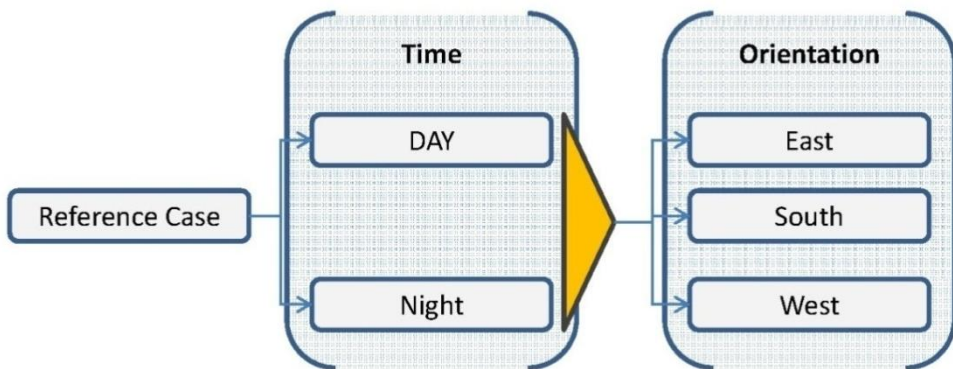 Time
Orientation
DAY
East
Reference Case
South
Night
West